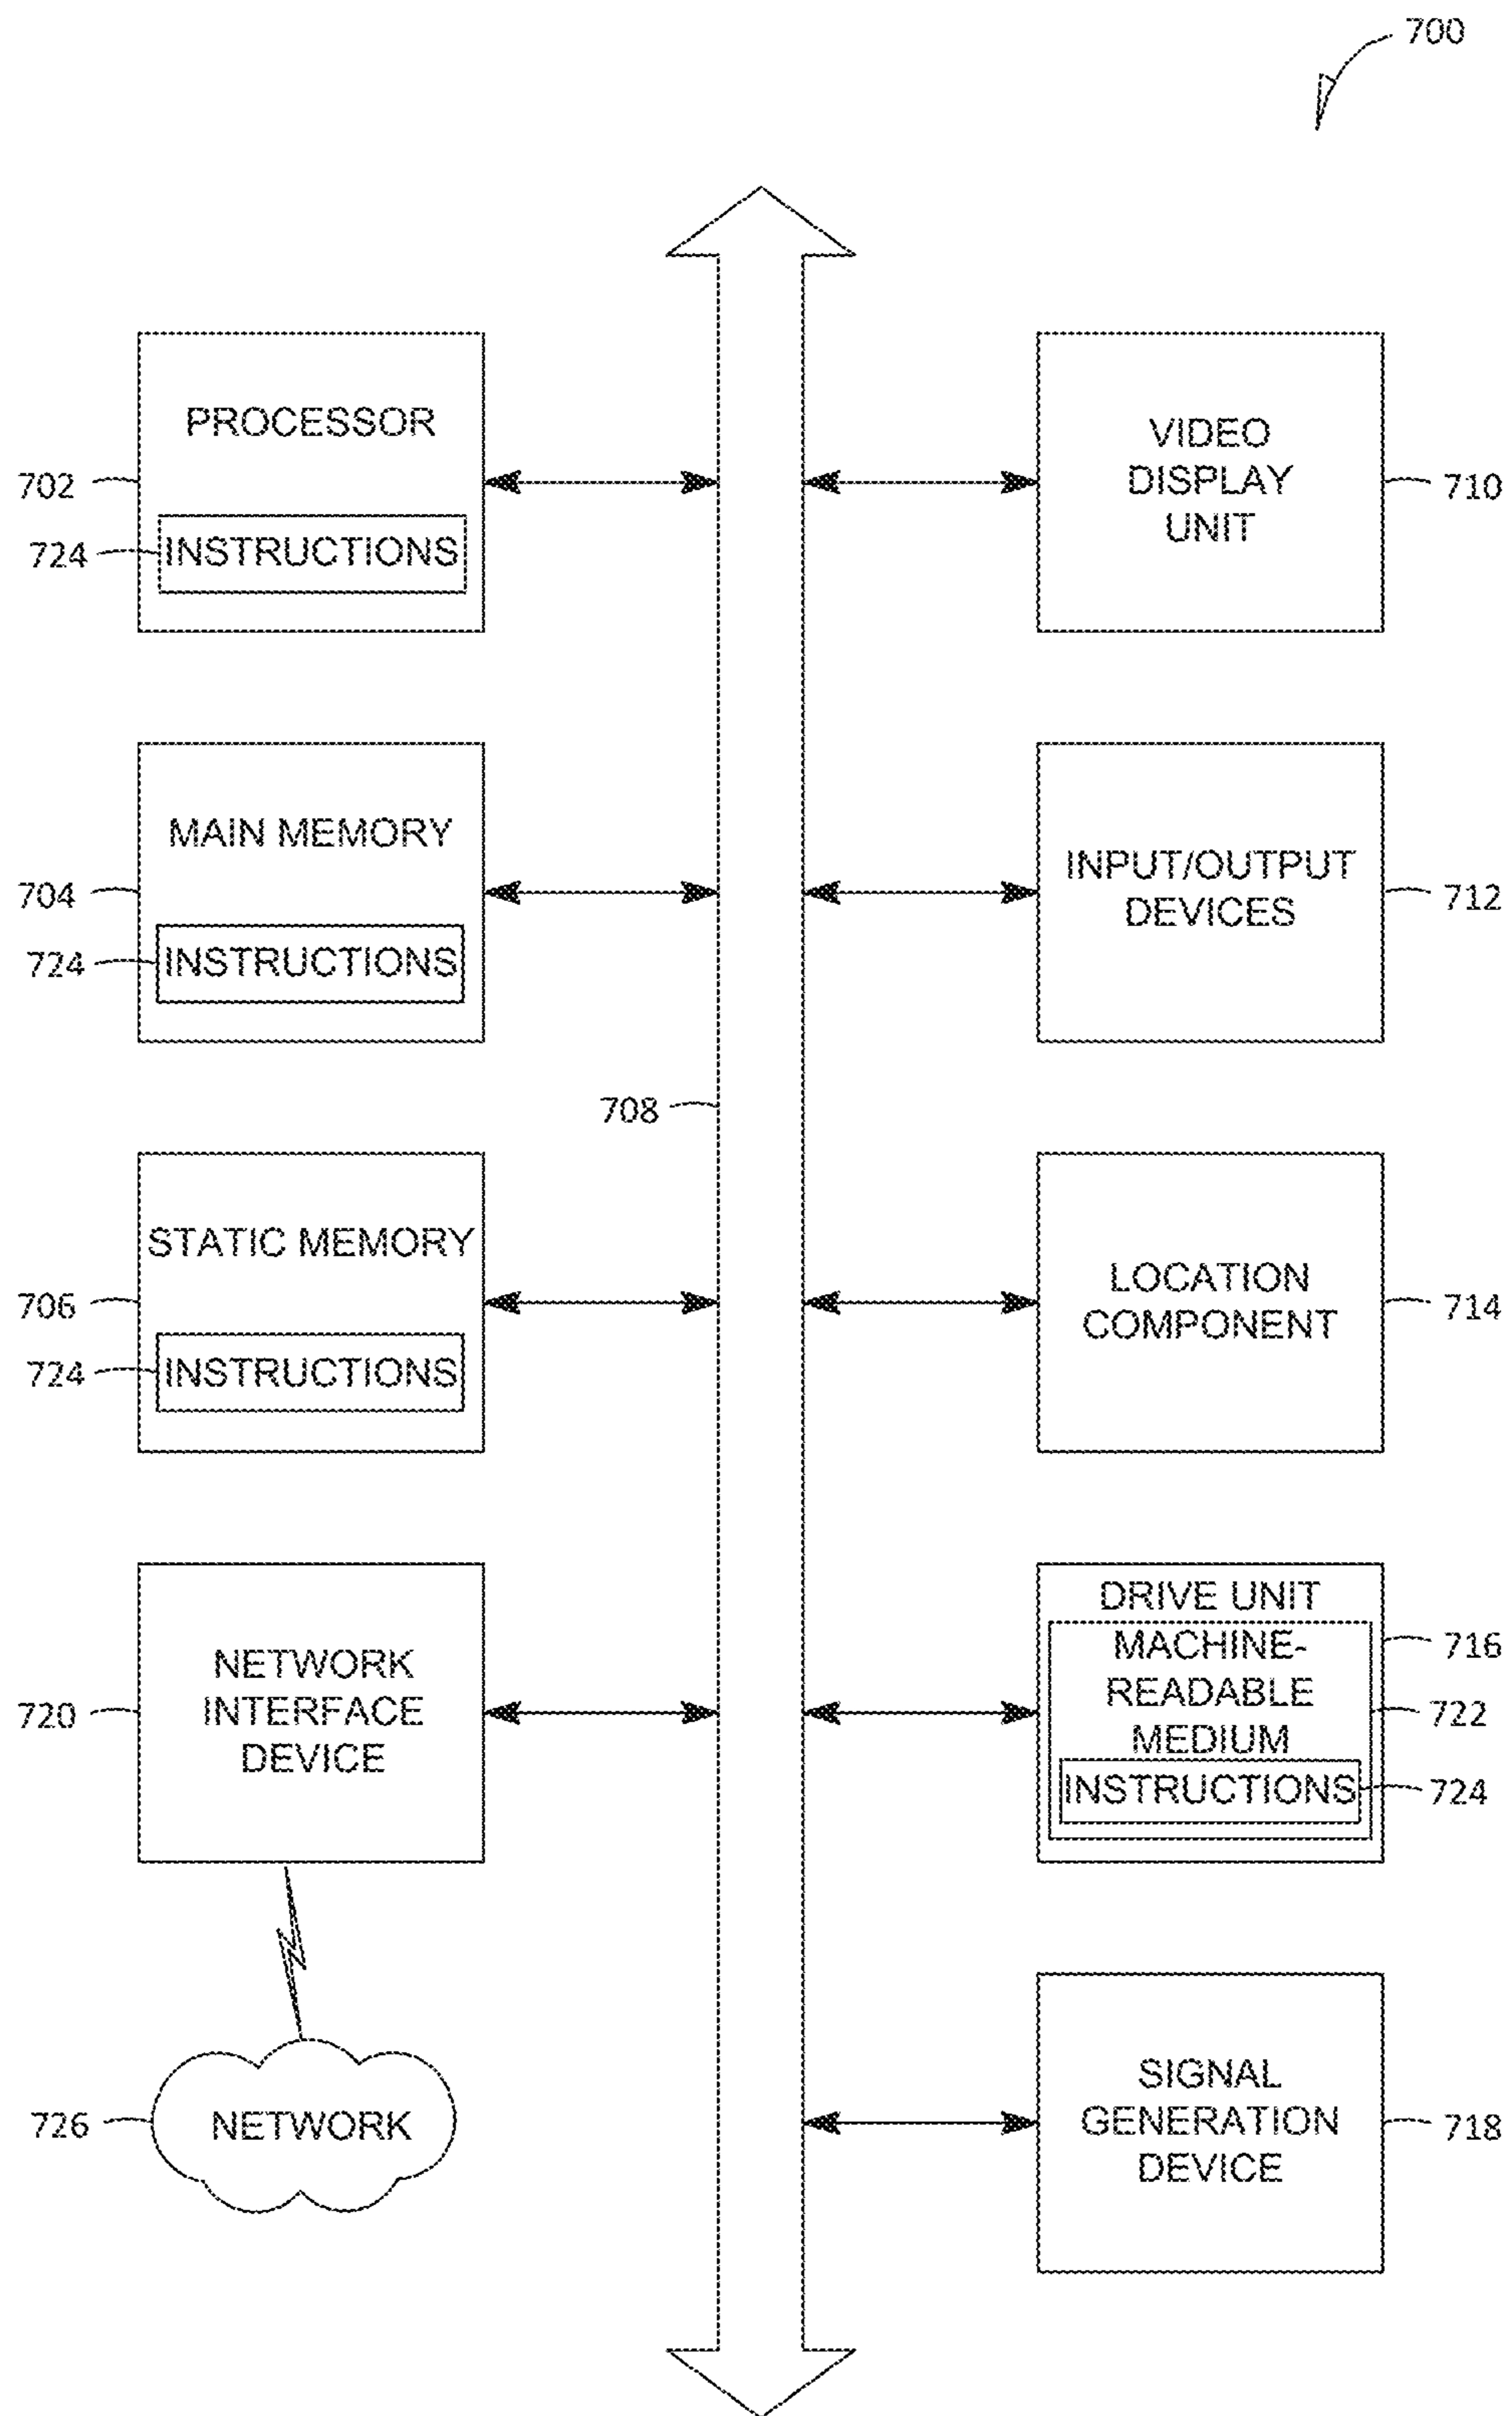 700
PROCESSOR
702
724
INSTRUCTIONS
VIDEO
DISPLAY
UNIT
710
MAIN MEMORY
704
724
INSTRUCTIONS
INPUT/OUTPUT
DEVICES
712
708
STATIC MEMORY
706
724
INSTRUCTIONS
LOCATION
COMPONENT
714
NETWORK
INTERFACE
DEVICE
720
DRIVE UNIT
716
MACHINE-
READABLE
MEDIUM
722
INSTRUCTIONS
724
726
NETWORK
SIGNAL
GENERATION
DEVICE
718